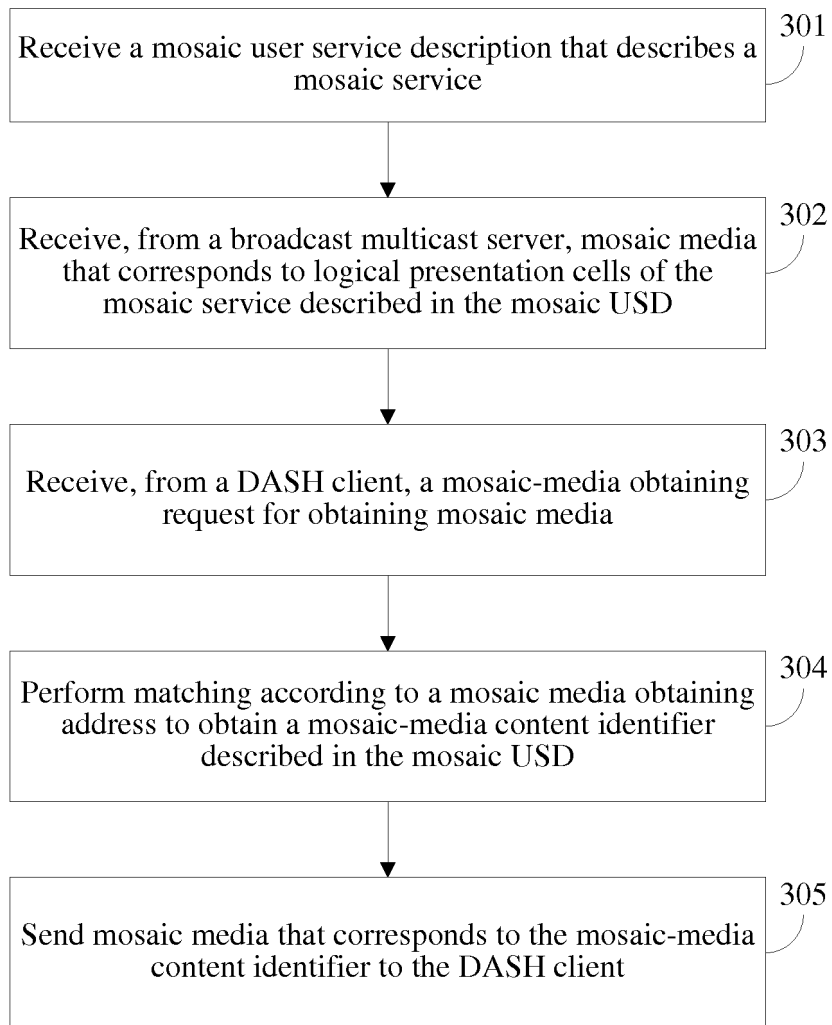 301
Receive a mosaic user service description that describes a
mosaic service
302
Receive, from a broadcast multicast server, mosaic media
that corresponds to logical presentation cells of the
mosaic service described in the mosaic USD
303
Receive, from a DASH client, a mosaic-media obtaining
request for obtaining mosaic media
304
Perform matching according to a mosaic media obtaining
address to obtain a mosaic-media content identifier
described in the mosaic USD
305
Send mosaic media that corresponds to the mosaic-media
content identifier to the DASH client